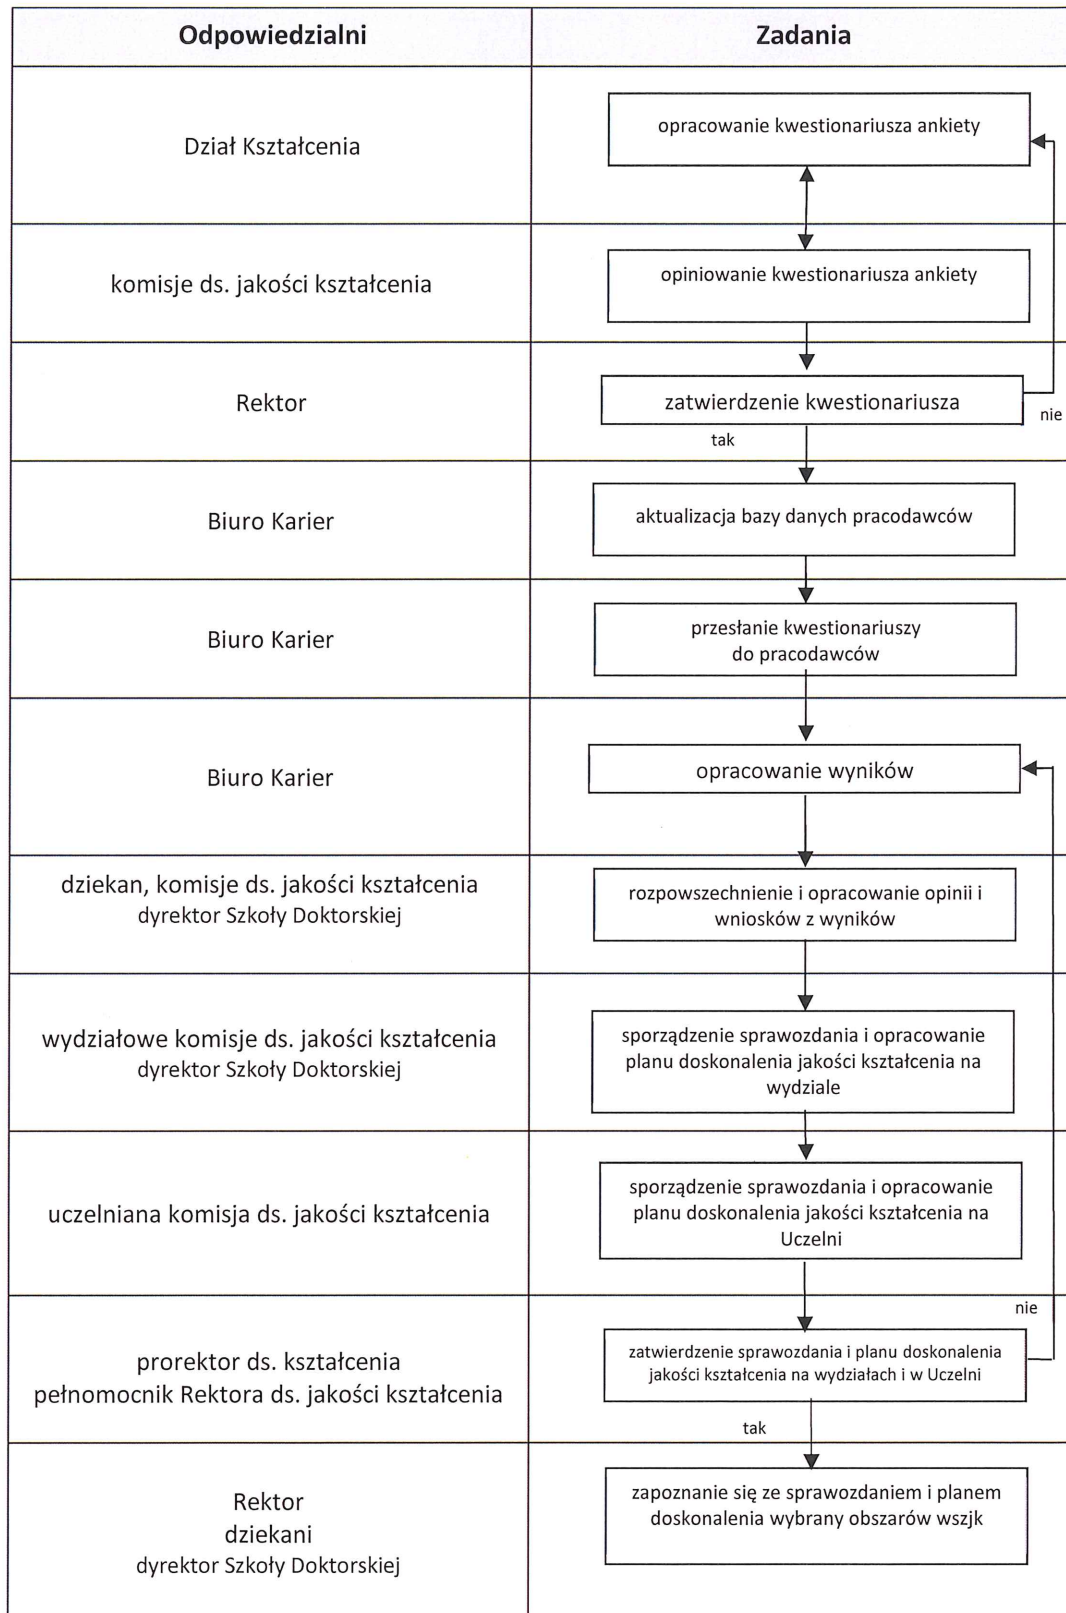 Odpowiedzialni
Zadania
Dział Kształcenia
opracowanie kwestionariusza ankiety
komisje ds. jakości kształcenia
opiniowanie kwestionariusza ankiety
Rektor
zatwierdzenie kwestionariusza
nie
tak
Biuro Karier
aktualizacja bazy danych pracodawców
Biuro Karier
przesłanie kwestionariuszy
do pracodawców
Biuro Karier
opracowanie wyników
dziekan, komisje ds. jakości kształcenia
dyrektor Szkoły Doktorskiej
rozpowszechnienie i opracowanie opinii i
wniosków z wyników
wydziałowe komisje ds. jakości kształcenia
dyrektor Szkoły Doktorskiej
sporządzenie sprawozdania i opracowanie
planu doskonalenia jakości kształcenia na
wydziale
uczelniana komisja ds. jakości kształcenia
sporządzenie sprawozdania i opracowanie
planu doskonalenia jakości kształcenia na
Uczelni
nie
prorektor ds. kształcenia
pełnomocnik Rektora ds. jakości kształcenia
zatwierdzenie sprawozdania i planu doskonalenia
jakości kształcenia na wydziałach i w Uczelni
tak
Rektor
dziekani
dyrektor Szkoły Doktorskiej
zapoznanie się ze sprawozdaniem i planem
doskonalenia wybrany obszarów wszjk